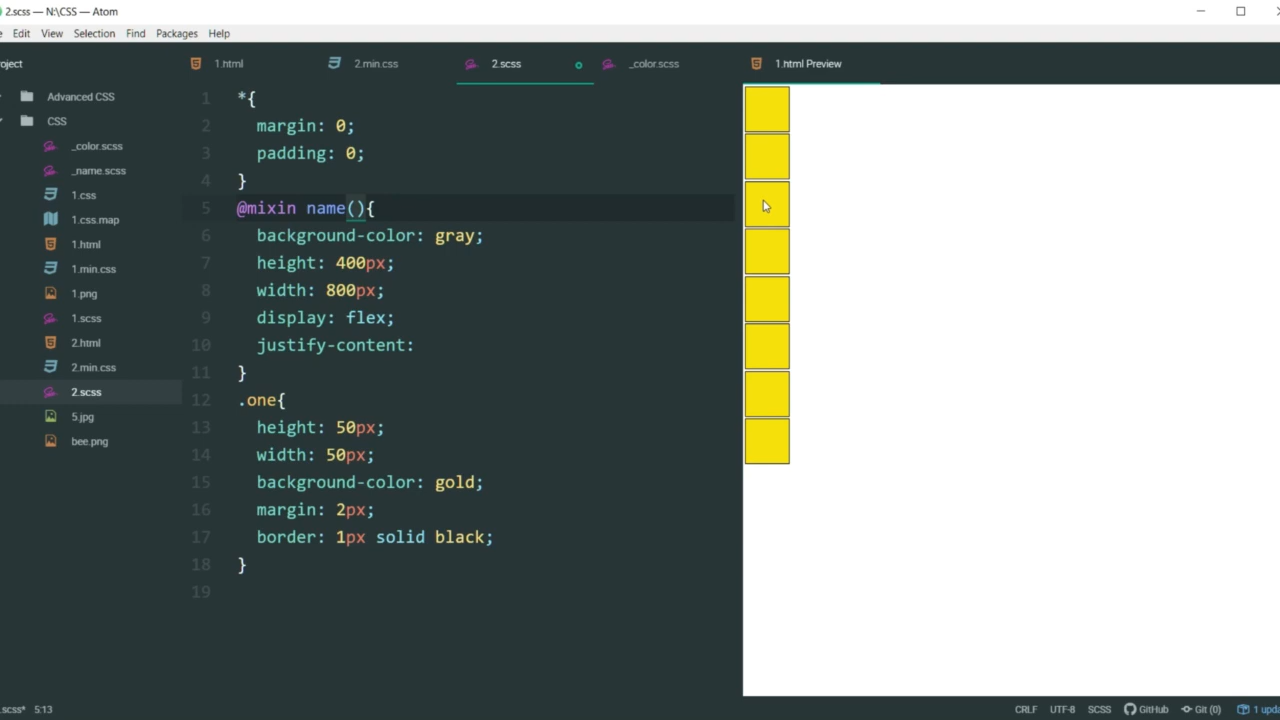 2.scss — N:\CSS — Atom
Edit View Selection Find Packages Help
oject
1.html
2.min.css
2.scss
_color.scss
1.html Preview
Advanced CSS
CSS
_color.scss
_name.scss
1.css
1.css.map
1.html
1.min.css
1.png
1.scss
2.html
2.min.css
2.scss
5.jpg
bee.png
1 *{
2 margin: 0;
3 padding: 0;
4 }
5 @mixin name(){
6 background-color: gray;
7 height: 400px;
8 width: 800px;
9 display: flex;
10 justify-content:
11 }
12 .one{
13 height: 50px;
14 width: 50px;
15 background-color: gold;
16 margin: 2px;
17 border: 1px solid black;
18 }
19
.scss* 5:13
CRLF UTF-8 SCSS GitHub Git (0) 1 upda